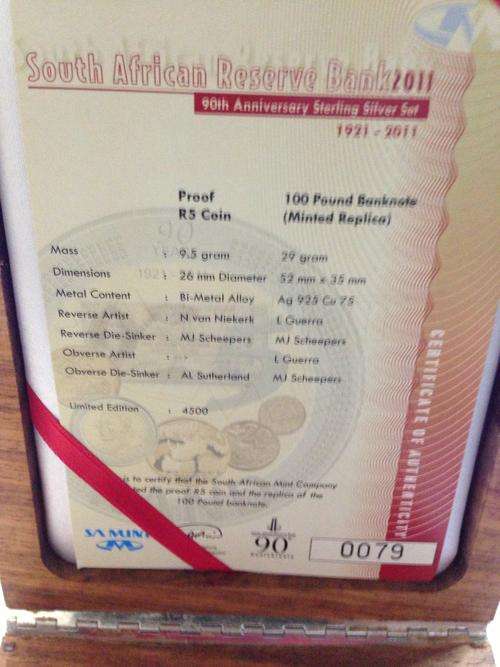 South African Reserve Bank 2011
90th Anniversary Sterling Silver Set
1921 - 2011
Proof R5 Coin 100 Pound Banknote (Minted Replica)
Mass : 9.5 gram 29 gram
Dimensions : 26 mm Diameter 52 mm x 35 mm
Metal Content : Bi-Metal Alloy Ag 925 Cu 75
Reverse Artist : N van Niekerk L Guerra
Reverse Die-Sinker : MJ Scheepers MJ Scheepers
Obverse Artist : - L Guerra
Obverse Die-Sinker : AL Sutherland MJ Scheepers
Limited Edition : 4500
is to certify that the South African Mint Company
the proof R5 coin and the replica of the
100 Pound banknote.
SA MINT
90
0079
CERTIFICATE OF AUTHENTICITY